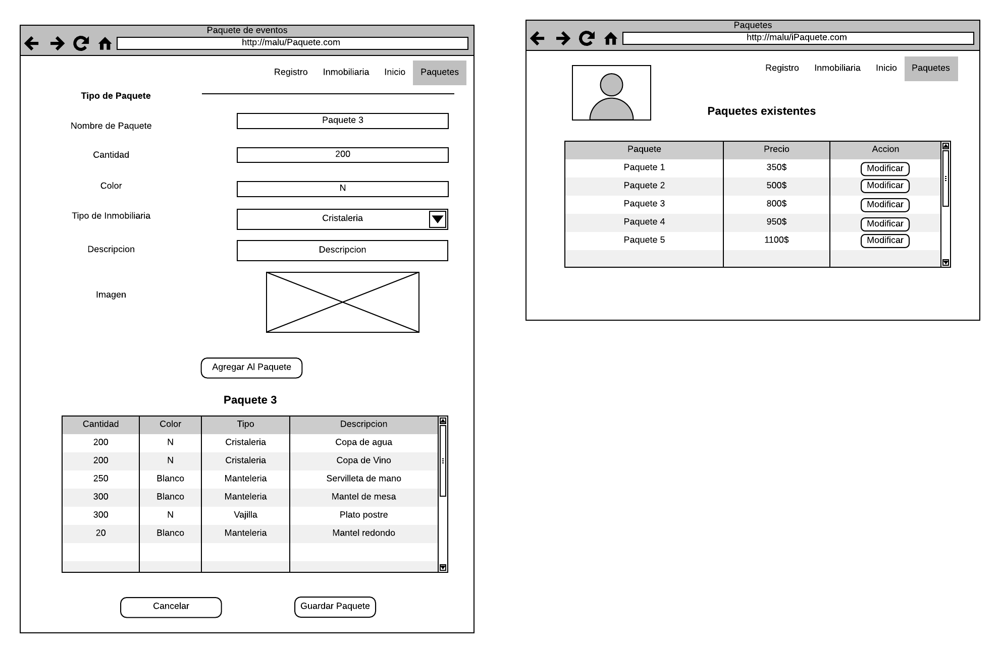 Paquete de eventos
http://malu/Paquete.com
Registro Inmobiliaria Inicio Paquetes
Tipo de Paquete
Nombre de Paquete Paquete 3
Cantidad 200
Color N
Tipo de Inmobiliaria Cristaleria
Descripcion Descripcion
Imagen
Agregar Al Paquete
Paquete 3
Cantidad Color Tipo Descripcion
200 N Cristaleria Copa de agua
200 N Cristaleria Copa de Vino
250 Blanco Manteleria Servilleta de mano
300 Blanco Manteleria Mantel de mesa
300 N Vajilla Plato postre
20 Blanco Manteleria Mantel redondo
Cancelar Guardar Paquete
Paquetes
http://malu/iPaquete.com
Registro Inmobiliaria Inicio Paquetes
Paquetes existentes
Paquete Precio Accion
Paquete 1 350$ Modificar
Paquete 2 500$ Modificar
Paquete 3 800$ Modificar
Paquete 4 950$ Modificar
Paquete 5 1100$ Modificar